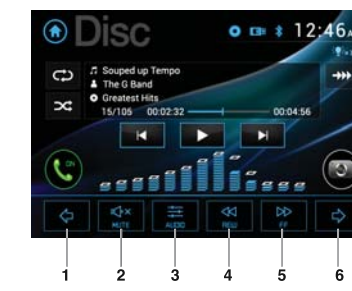 Disc
12:46
Souped up Tempo
The G Band
Greatest Hits
15/105 00:02:32 00:04:56
ON
MUTE AUDIO REW FF
1 2 3 4 5 6